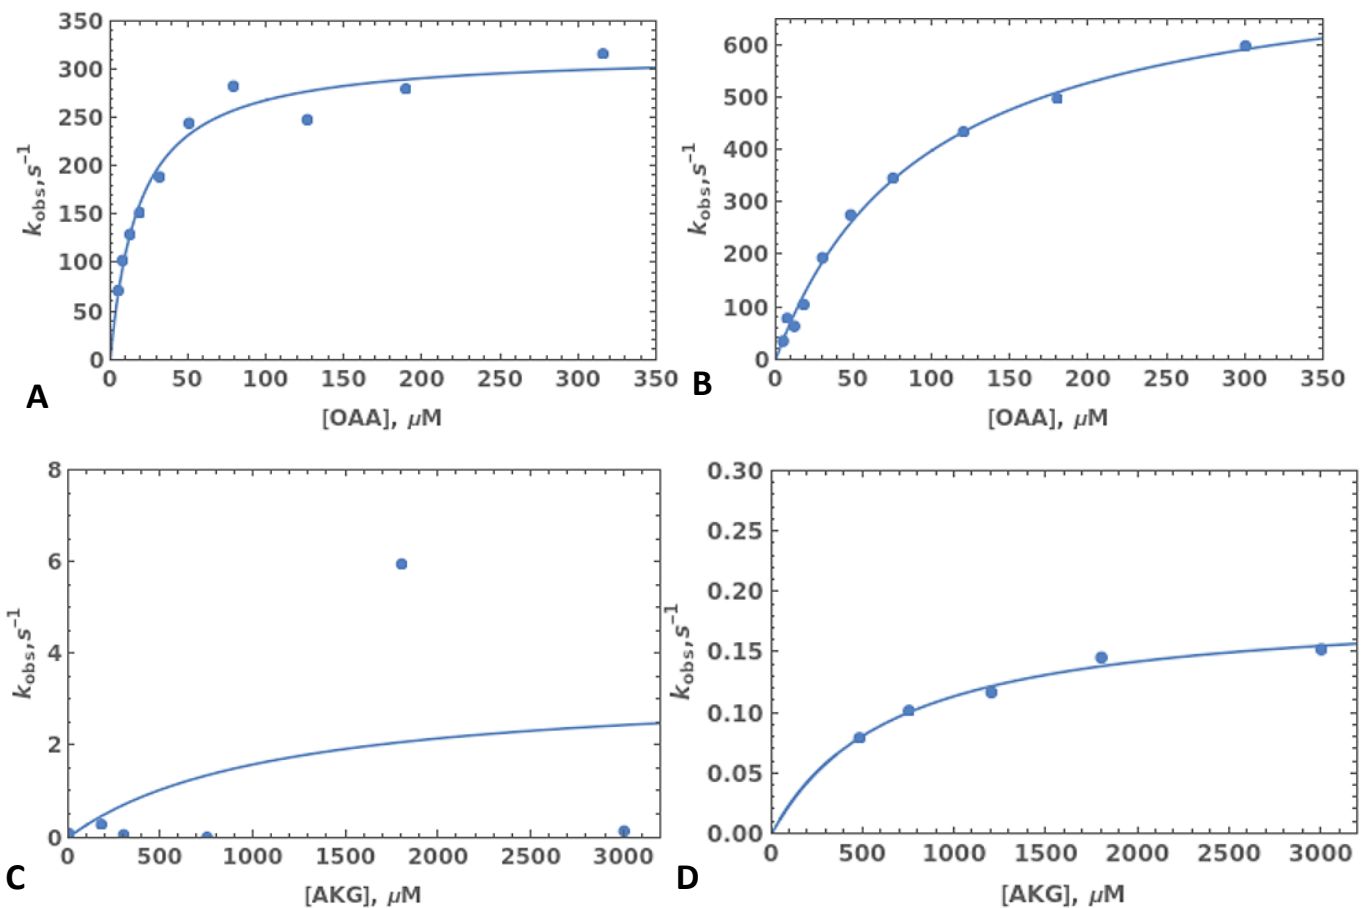 350
300
250
200
150
100
50
0
0 50 100 150 200 250 300 350
k_obs, s⁻¹
[OAA], μM
A
600
500
400
300
200
100
0
0 50 100 150 200 250 300 350
k_obs, s⁻¹
[OAA], μM
B
8
6
4
2
0
0 500 1000 1500 2000 2500 3000
k_obs, s⁻¹
[AKG], μM
C
0.30
0.25
0.20
0.15
0.10
0.05
0.00
0 500 1000 1500 2000 2500 3000
k_obs, s⁻¹
[AKG], μM
D